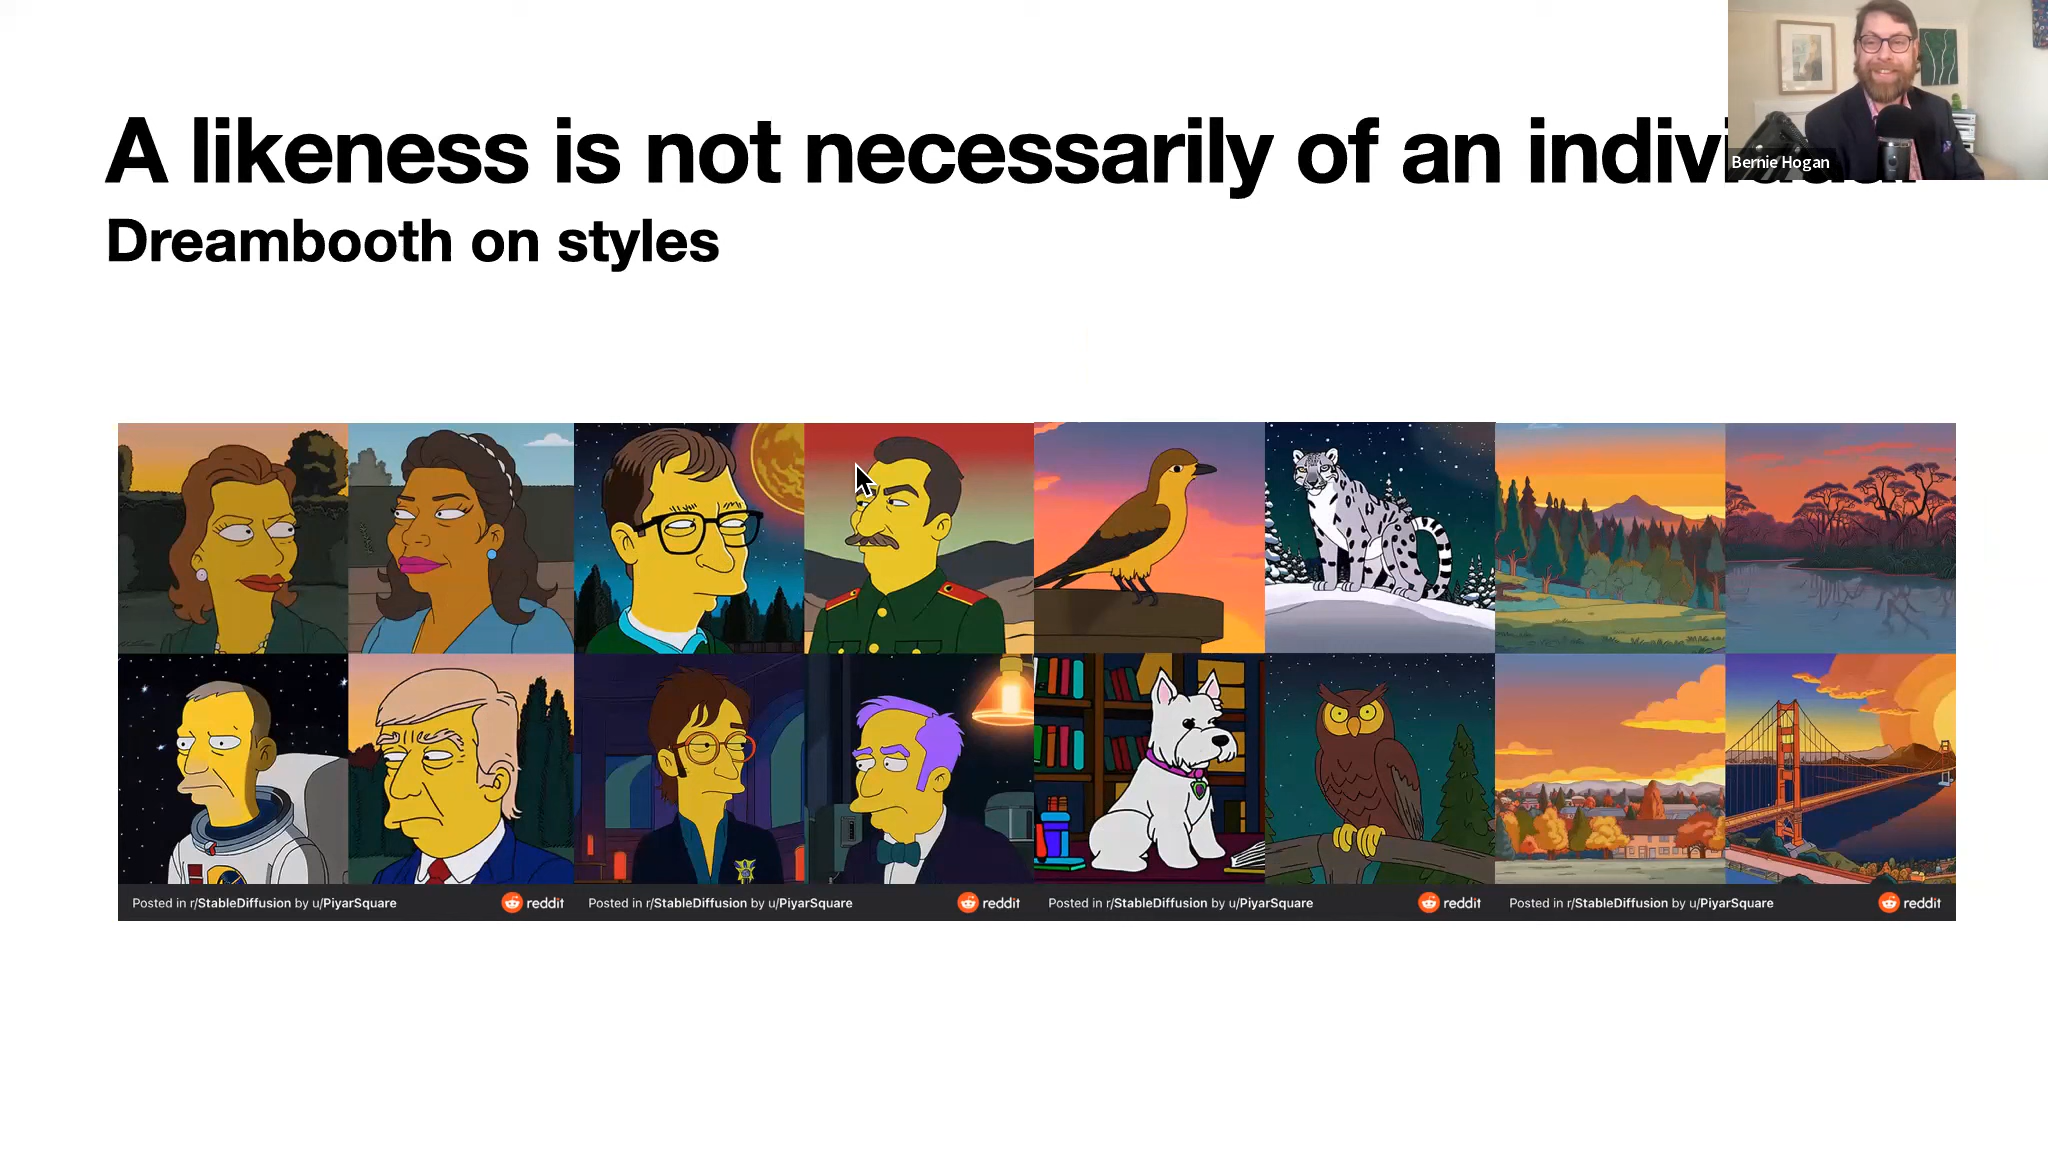 A likeness is not necessarily of an
Bernie Hogan
Dreambooth on styles
Posted in r/StableDiffusion by u/PiyarSquare reddit
Posted in r/StableDiffusion by u/PiyarSquare reddit
Posted in r/StableDiffusion by u/PiyarSquare reddit
Posted in r/StableDiffusion by u/PiyarSquare reddit